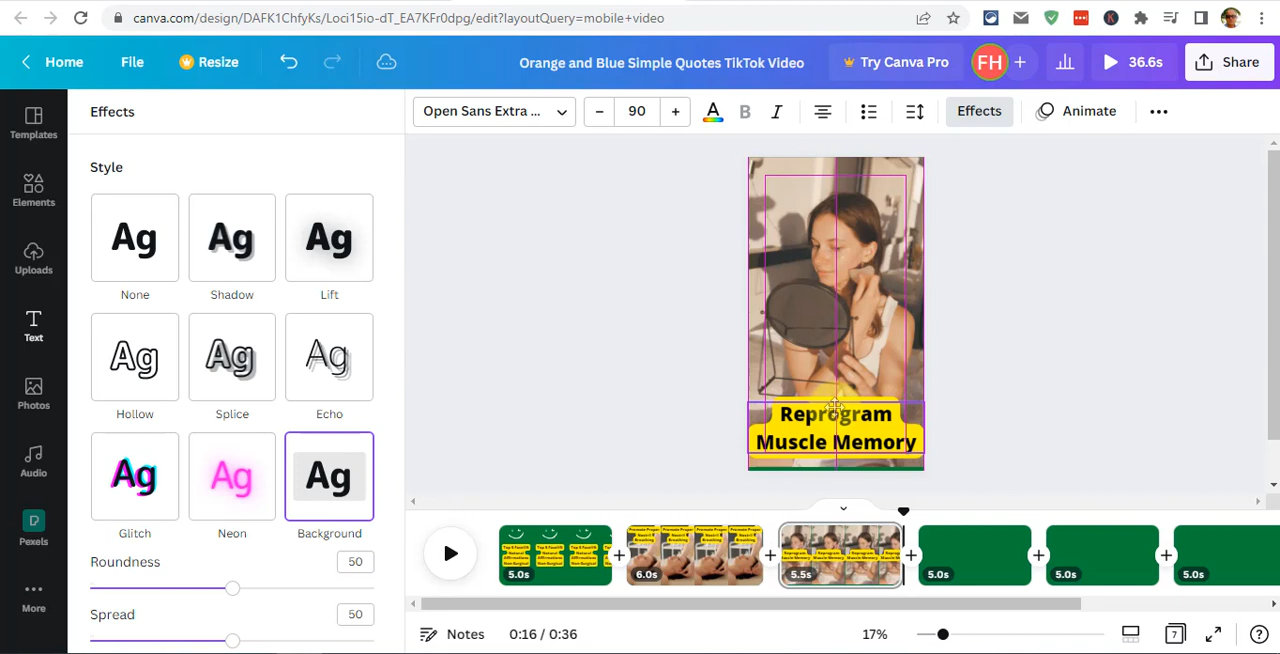 canva.com/design/DAFK1ChfyKs/Loci15io-dT_EA7KFr0dpg/edit?layoutQuery=mobile+video
Home
File
Resize
Orange and Blue Simple Quotes TikTok Video
Try Canva Pro
FH
+
36.6s
Share
Templates
Elements
Uploads
Text
Photos
Audio
Pexels
More
Effects
Open Sans Extra ...
–
90
+
A
B
I
Effects
Animate
Style
Ag
Ag
Ag
None
Shadow
Lift
Ag
Ag
Ag
Hollow
Splice
Echo
Ag
Ag
Ag
Glitch
Neon
Background
Roundness
50
Spread
50
Reprogram
Muscle Memory
5.0s
6.0s
5.5s
5.0s
5.0s
5.0s
Notes
0:16 / 0:36
17%
7